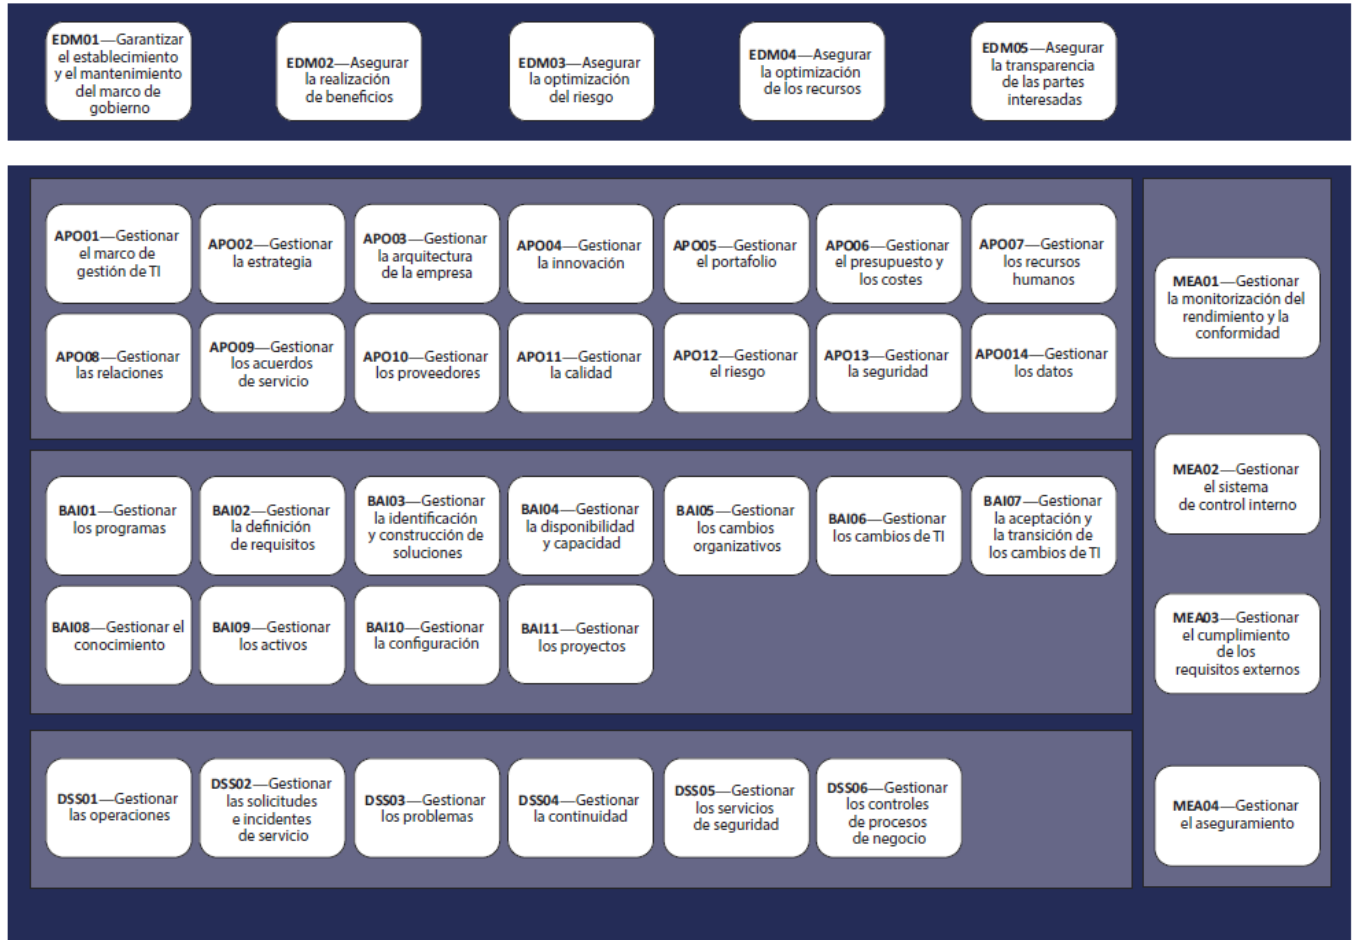 EDM01—Garantizar
el establecimiento
y el mantenimiento
del marco de
gobierno
EDM02—Asegurar
la realización
de beneficios
EDM03—Asegurar
la optimización
del riesgo
EDM04—Asegurar
la optimización
de los recursos
EDM05—Asegurar
la transparencia
de las partes
interesadas
APO01—Gestionar
el marco de
gestión de TI
APO02—Gestionar
la estrategia
APO03—Gestionar
la arquitectura
de la empresa
APO04—Gestionar
la innovación
APO05—Gestionar
el portafolio
APO06—Gestionar
el presupuesto y
los costes
APO07—Gestionar
los recursos
humanos
APO08—Gestionar
las relaciones
APO09—Gestionar
los acuerdos
de servicio
APO10—Gestionar
los proveedores
APO11—Gestionar
la calidad
APO12—Gestionar
el riesgo
APO13—Gestionar
la seguridad
APO014—Gestionar
los datos
BAI01—Gestionar
los programas
BAI02—Gestionar
la definición
de requisitos
BAI03—Gestionar
la identificación
y construcción de
soluciones
BAI04—Gestionar
la disponibilidad
y capacidad
BAI05—Gestionar
los cambios
organizativos
BAI06—Gestionar
los cambios de TI
BAI07—Gestionar
la aceptación y
la transición de
los cambios de TI
BAI08—Gestionar el
conocimiento
BAI09—Gestionar
los activos
BAI10—Gestionar
la configuración
BAI11—Gestionar
los proyectos
DSS01—Gestionar
las operaciones
DSS02—Gestionar
las solicitudes
e incidentes
de servicio
DSS03—Gestionar
los problemas
DSS04—Gestionar
la continuidad
DSS05—Gestionar
los servicios
de seguridad
DSS06—Gestionar
los controles
de procesos
de negocio
MEA01—Gestionar
la monitorización del
rendimiento y la
conformidad
MEA02—Gestionar
el sistema
de control interno
MEA03—Gestionar
el cumplimiento
de los
requisitos externos
MEA04—Gestionar
el aseguramiento